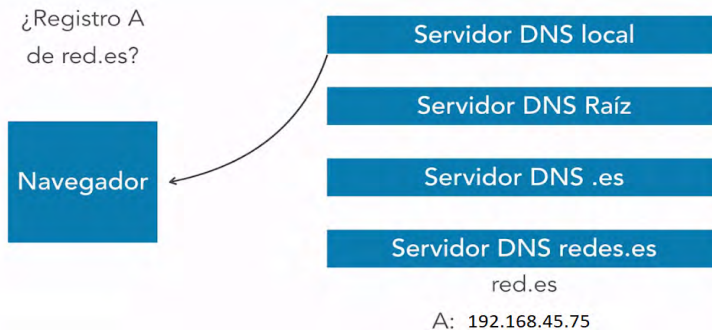 ¿Registro A
de red.es?
Navegador
Servidor DNS local
Servidor DNS Raíz
Servidor DNS .es
Servidor DNS redes.es
red.es
A: 192.168.45.75